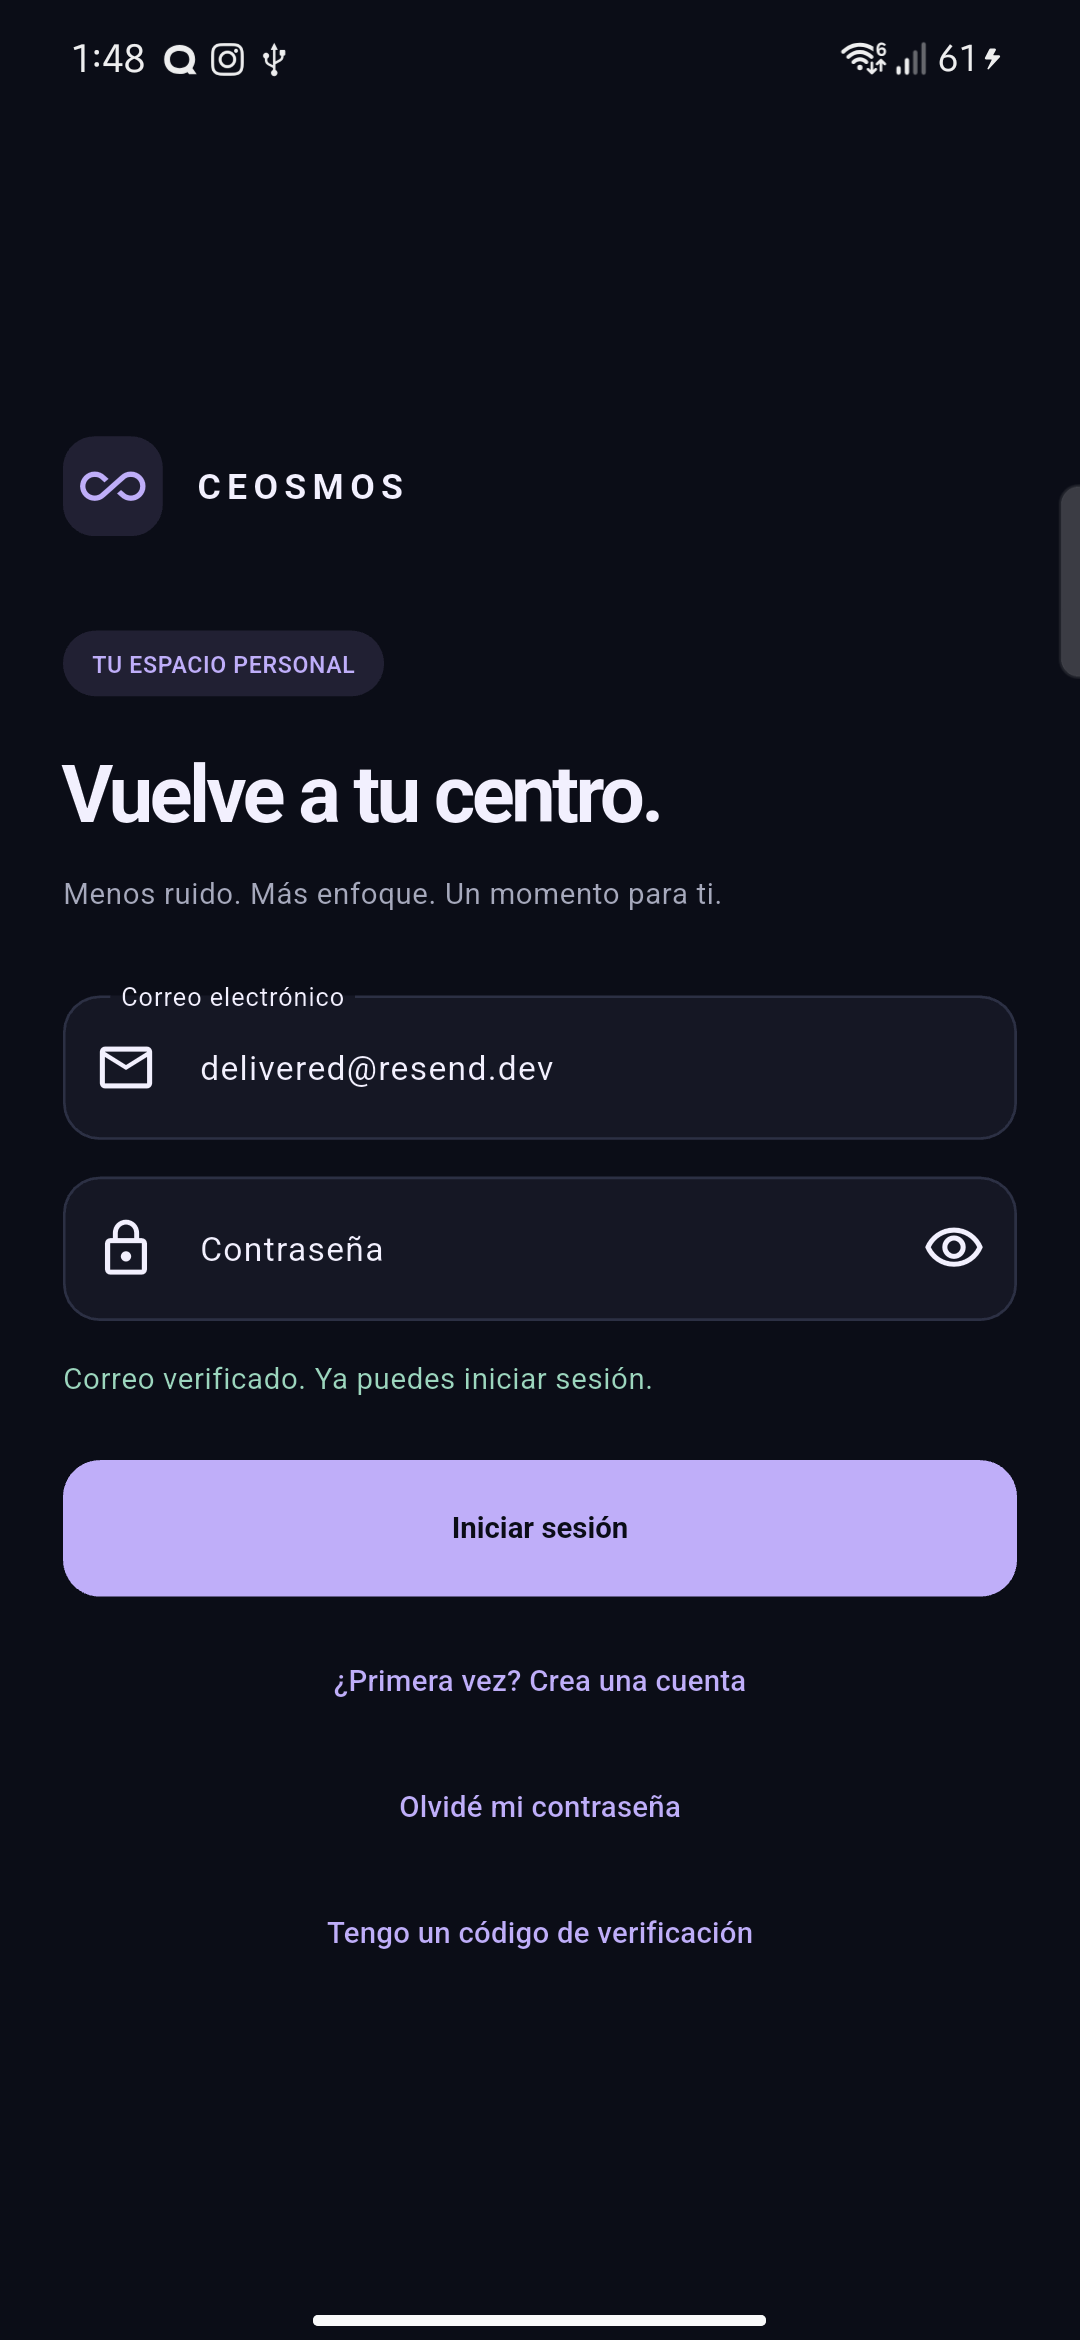 1:48
6
61
CEOSMOS
TU ESPACIO PERSONAL
Vuelve a tu centro.
Menos ruido. Más enfoque. Un momento para ti.
Correo electrónico
delivered@resend.dev
Contraseña
Correo verificado. Ya puedes iniciar sesión.
Iniciar sesión
¿Primera vez? Crea una cuenta
Olvidé mi contraseña
Tengo un código de verificación